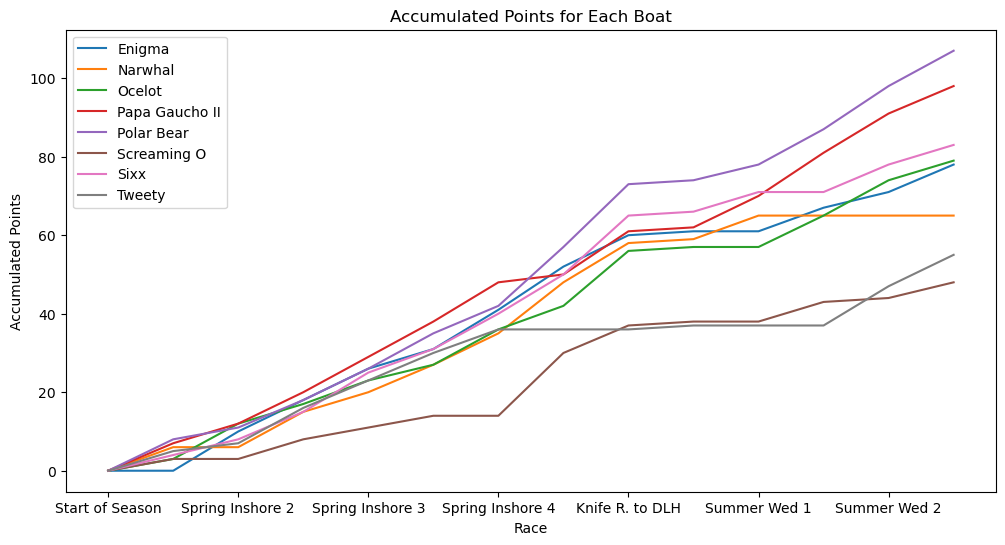 Accumulated Points for Each Boat
Enigma
Narwhal
Ocelot
Papa Gaucho II
Polar Bear
Screaming O
Sixx
Tweety
Accumulated Points
100
80
60
40
20
0
Start of Season Spring Inshore 2 Spring Inshore 3 Spring Inshore 4 Knife R. to DLH Summer Wed 1 Summer Wed 2
Race